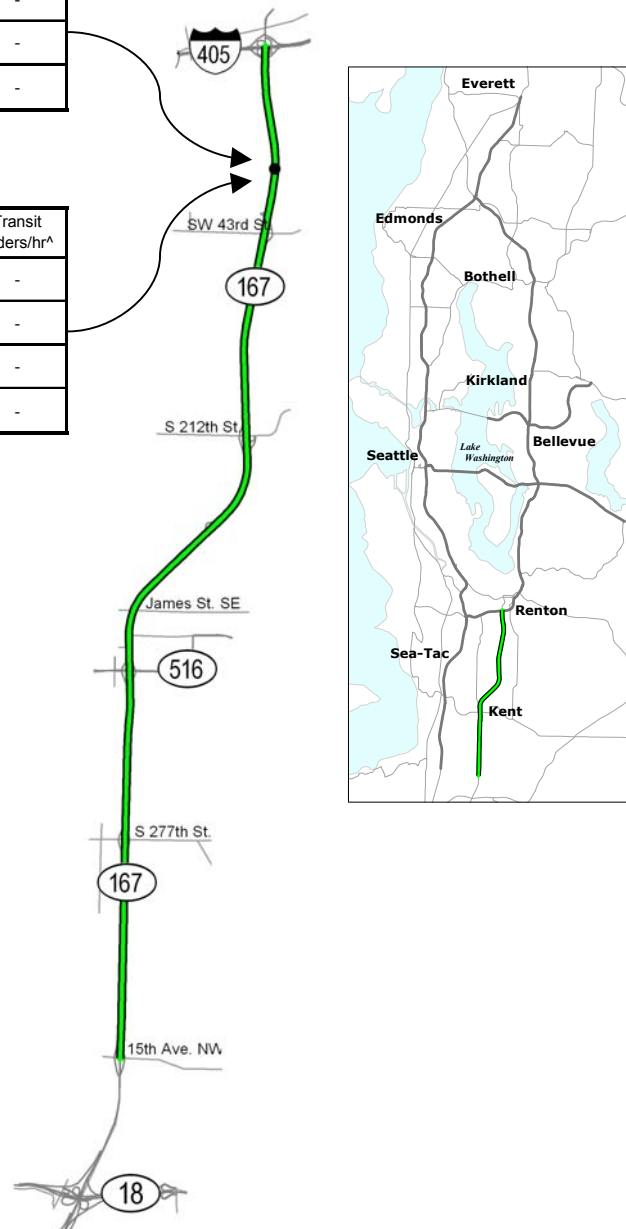 -
-
-
Transit
ders/hr^
-
-
-
-
405
SW 43rd St.
167
S 212th St.
James St. SE
516
S 277th St.
167
15th Ave. NW
18
Everett
Edmonds
Bothell
Kirkland
Bellevue
Seattle
Lake
Washington
Renton
Sea-Tac
Kent